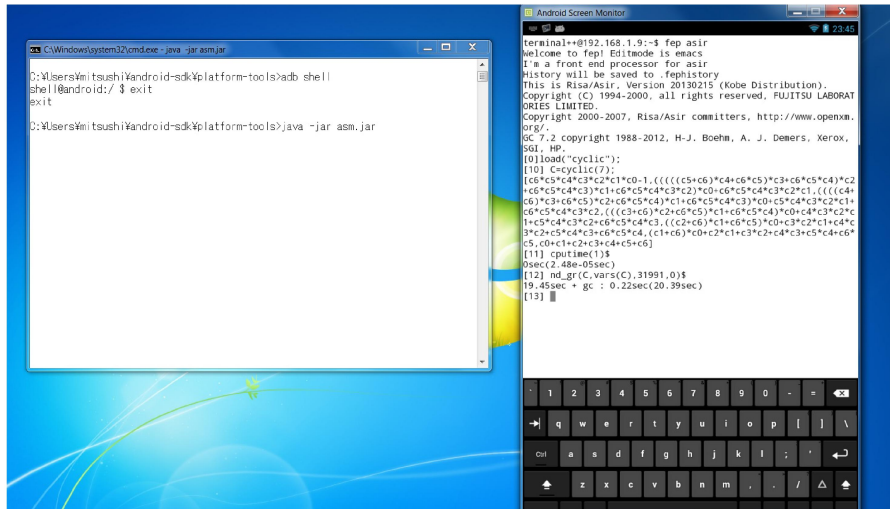 C:\Windows\system32\cmd.exe - java -jar asm.jar
C:¥Users¥mitsushi¥android-sdk¥platform-tools>adb shell
shell@android:/ $ exit
exit
C:¥Users¥mitsushi¥android-sdk¥platform-tools>java -jar asm.jar
Android Screen Monitor
23:45
terminal++@192.168.1.9:~$ fep asir
Welcome to fep! Editmode is emacs
I'm a front end processor for asir
History will be saved to .fephistory
This is Risa/Asir, Version 20130215 (Kobe Distribution).
Copyright (C) 1994-2000, all rights reserved, FUJITSU LABORAT
ORIES LIMITED.
Copyright 2000-2007, Risa/Asir committers, http://www.openxm.
org/.
GC 7.2 copyright 1988-2012, H-J. Boehm, A. J. Demers, Xerox,
SGI, HP.
[0]load("cyclic");
[10] C=cyclic(7);
[c6*c5*c4*c3*c2*c1*c0-1,(((((c5+c6)*c4+c6*c5)*c3+c6*c5*c4)*c2
+c6*c5*c4*c3)*c1+c6*c5*c4*c3*c2)*c0+c6*c5*c4*c3*c2*c1,((((c4+
c6)*c3+c6*c5)*c2+c6*c5*c4)*c1+c6*c5*c4*c3)*c0+c5*c4*c3*c2*c1+
c6*c5*c4*c3*c2,(((c3+c6)*c2+c6*c5)*c1+c6*c5*c4)*c0+c4*c3*c2*c
1+c5*c4*c3*c2+c6*c5*c4*c3,((c2+c6)*c1+c6*c5)*c0+c3*c2*c1+c4*c
3*c2+c5*c4*c3+c6*c5*c4,(c1+c6)*c0+c2*c1+c3*c2+c4*c3+c5*c4+c6*
c5,c0+c1+c2+c3+c4+c5+c6]
[11] cputime(1)$
0sec(2.48e-05sec)
[12] nd_gr(C,vars(C),31991,0)$
19.45sec + gc : 0.22sec(20.39sec)
[13]
` 1 2 3 4 5 6 7 8 9 0 - =
q w e r t y u i o p [ ] \
Ctrl a s d f g h j k l ; '
z x c v b n m , . /